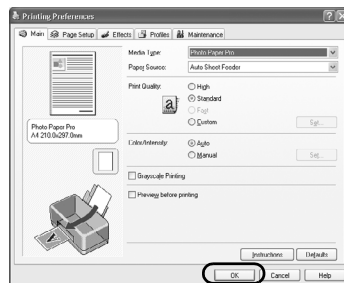 Printing Preferences
Main Page Setup Effects Profiles Maintenance
Media Type: Photo Paper Pro
Paper Source: Auto Sheet Feeder
Print Quality: High
Standard
Fast
Custom Set...
Photo Paper Pro
A4 210.0x297.0mm
Color/Intensity: Auto
Manual Set...
Grayscale Printing
Preview before printing
Instructions Defaults
OK Cancel Help